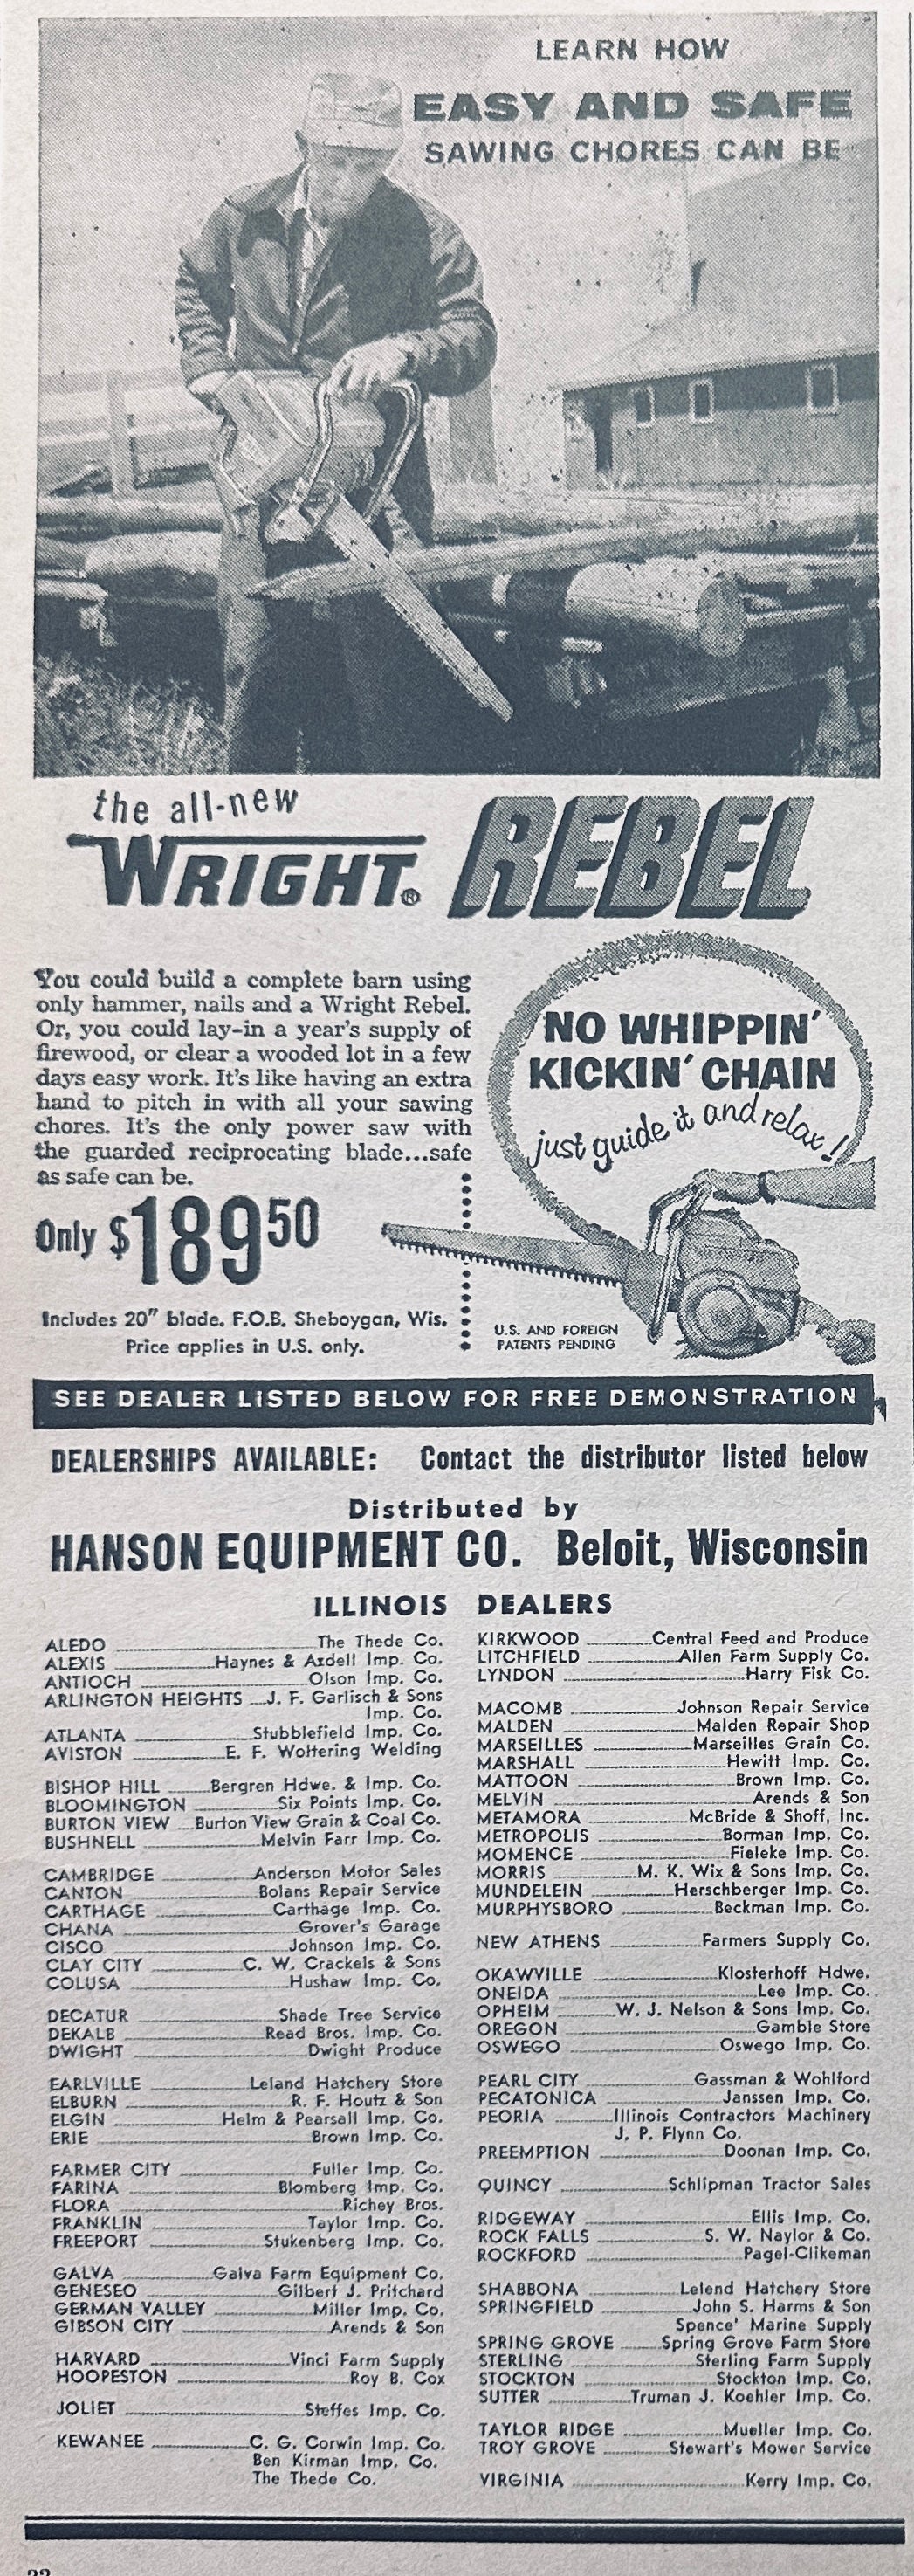 LEARN HOW
EASY AND SAFE
SAWING CHORES CAN BE
the all-new
WRIGHT® REBEL
You could build a complete barn using
only hammer, nails and a Wright Rebel.
Or, you could lay-in a year's supply of
firewood, or clear a wooded lot in a few
days easy work. It's like having an extra
hand to pitch in with all your sawing
chores. It's the only power saw with
the guarded reciprocating blade...safe
as safe can be.
Only $189.50
Includes 20" blade. F.O.B. Sheboygan, Wis.
Price applies in U.S. only.
NO WHIPPIN'
KICKIN' CHAIN
just guide it and relax!
U.S. AND FOREIGN
PATENTS PENDING
SEE DEALER LISTED BELOW FOR FREE DEMONSTRATION
DEALERSHIPS AVAILABLE: Contact the distributor listed below
Distributed by
HANSON EQUIPMENT CO. Beloit, Wisconsin
ILLINOIS DEALERS
ALEDO The Thede Co.
ALEXIS Haynes & Axdell Imp. Co.
ANTIOCH Olson Imp. Co.
ARLINGTON HEIGHTS J. F. Garlisch & Sons
Imp. Co.
ATLANTA Stubblefield Imp. Co.
AVISTON E. F. Woltering Welding
BISHOP HILL Bergren Hdwe. & Imp. Co.
BLOOMINGTON Six Points Imp. Co.
BURTON VIEW Burton View Grain & Coal Co.
BUSHNELL Melvin Farr Imp. Co.
CAMBRIDGE Anderson Motor Sales
CANTON Bolans Repair Service
CARTHAGE Carthage Imp. Co.
CHANA Grover's Garage
CISCO Johnson Imp. Co.
CLAY CITY C. W. Crackels & Sons
COLUSA Hushaw Imp. Co.
DECATUR Shade Tree Service
DEKALB Read Bros. Imp. Co.
DWIGHT Dwight Produce
EARLVILLE Leland Hatchery Store
ELBURN R. F. Houtz & Son
ELGIN Helm & Pearsall Imp. Co.
ERIE Brown Imp. Co.
FARMER CITY Fuller Imp. Co.
FARINA Blomberg Imp. Co.
FLORA Richey Bros.
FRANKLIN Taylor Imp. Co.
FREEPORT Stukenberg Imp. Co.
GALVA Galva Farm Equipment Co.
GENESEO Gilbert J. Pritchard
GERMAN VALLEY Miller Imp. Co.
GIBSON CITY Arends & Son
HARVARD Vinci Farm Supply
HOOPESTON Roy B. Cox
JOLIET Steffes Imp. Co.
KEWANEE C. G. Corwin Imp. Co.
Ben Kirman Imp. Co.
The Thede Co.
KIRKWOOD Central Feed and Produce
LITCHFIELD Allen Farm Supply Co.
LYNDON Harry Fisk Co.
MACOMB Johnson Repair Service
MALDEN Malden Repair Shop
MARSEILLES Marseilles Grain Co.
MARSHALL Hewitt Imp. Co.
MATTOON Brown Imp. Co.
MELVIN Arends & Son
METAMORA McBride & Shoff, Inc.
METROPOLIS Borman Imp. Co.
MOMENCE Fieleke Imp. Co.
MORRIS M. K. Wix & Sons Imp. Co.
MUNDELEIN Herschberger Imp. Co.
MURPHYSBORO Beckman Imp. Co.
NEW ATHENS Farmers Supply Co.
OKAWVILLE Klosterhoff Hdwe.
ONEIDA Lee Imp. Co.
OPHEIM W. J. Nelson & Sons Imp. Co.
OREGON Gamble Store
OSWEGO Oswego Imp. Co.
PEARL CITY Gassman & Wohlford
PECATONICA Janssen Imp. Co.
PEORIA Illinois Contractors Machinery
J. P. Flynn Co.
PREEMPTION Doonan Imp. Co.
QUINCY Schlipman Tractor Sales
RIDGEWAY Ellis Imp. Co.
ROCK FALLS S. W. Naylor & Co.
ROCKFORD Pagel-Clikeman
SHABBONA Lelend Hatchery Store
SPRINGFIELD John S. Harms & Son
Spence' Marine Supply
SPRING GROVE Spring Grove Farm Store
STERLING Sterling Farm Supply
STOCKTON Stockton Imp. Co.
SUTTER Truman J. Koehler Imp. Co.
TAYLOR RIDGE Mueller Imp. Co.
TROY GROVE Stewart's Mower Service
VIRGINIA Kerry Imp. Co.